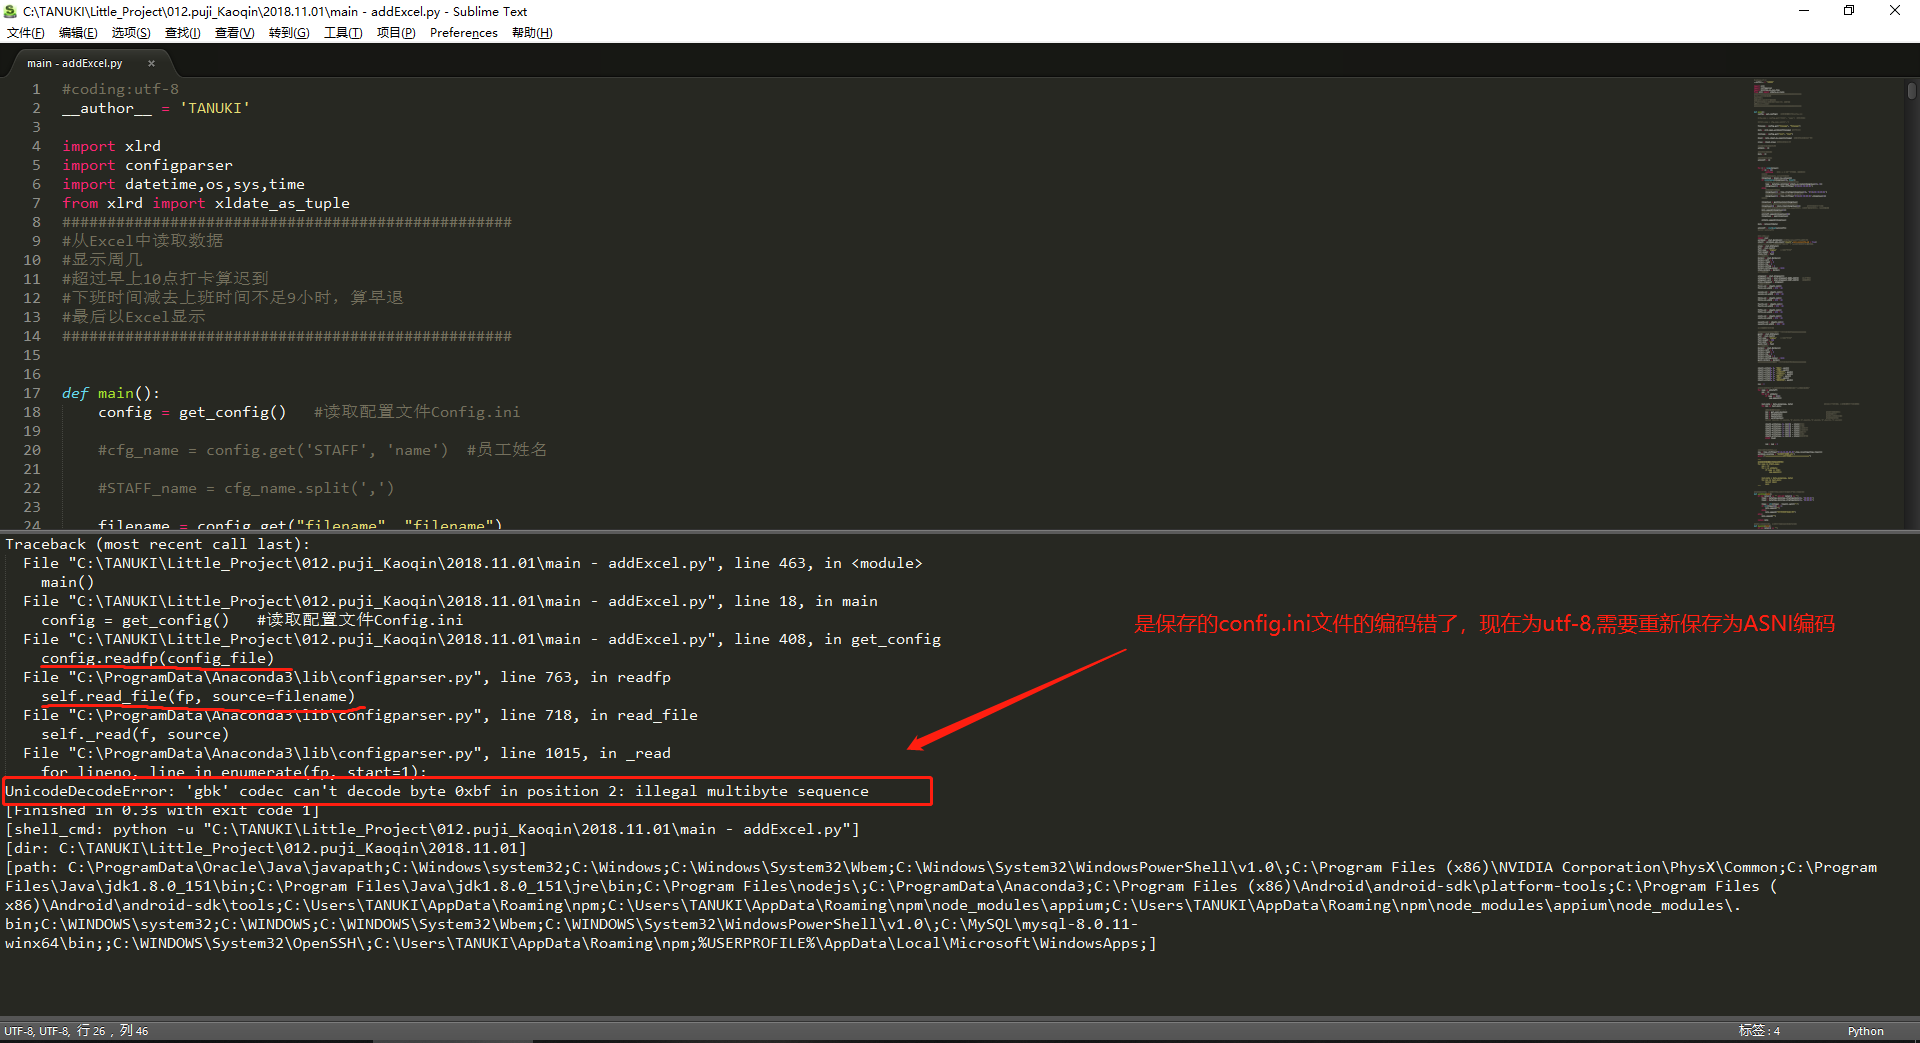 C:\TANUKI\Little_Project\012.puji_Kaoqin\2018.11.01\main - addExcel.py - Sublime Text
文件(F) 编辑(E) 选项(S) 查找(I) 查看(V) 转到(G) 工具(T) 项目(P) Preferences 帮助(H)
main - addExcel.py ×
1 #coding:utf-8
2 __author__ = 'TANUKI'
3
4 import xlrd
5 import configparser
6 import datetime,os,sys,time
7 from xlrd import xldate_as_tuple
8 ##################################################
9 #从Excel中读取数据
10 #显示周几
11 #超过早上10点打卡算迟到
12 #下班时间减去上班时间不足9小时，算早退
13 #最后以Excel显示
14 ##################################################
15
16
17 def main():
18 config = get_config() #读取配置文件Config.ini
19
20 #cfg_name = config.get('STAFF', 'name') #员工姓名
21
22 #STAFF_name = cfg_name.split(',')
23
24 filename = config.get("filename", "filename")
Traceback (most recent call last):
File "C:\TANUKI\Little_Project\012.puji_Kaoqin\2018.11.01\main - addExcel.py", line 463, in <module>
main()
File "C:\TANUKI\Little_Project\012.puji_Kaoqin\2018.11.01\main - addExcel.py", line 18, in main
config = get_config() #读取配置文件Config.ini
File "C:\TANUKI\Little_Project\012.puji_Kaoqin\2018.11.01\main - addExcel.py", line 408, in get_config
是保存的config.ini文件的编码错了，现在为utf-8,需要重新保存为ASNI编码
config.readfp(config_file)
File "C:\ProgramData\Anaconda3\lib\configparser.py", line 763, in readfp
self.read_file(fp, source=filename)
File "C:\ProgramData\Anaconda3\lib\configparser.py", line 718, in read_file
self._read(f, source)
File "C:\ProgramData\Anaconda3\lib\configparser.py", line 1015, in _read
for lineno, line in enumerate(fp, start=1):
UnicodeDecodeError: 'gbk' codec can't decode byte 0xbf in position 2: illegal multibyte sequence
[Finished in 0.3s with exit code 1]
[shell_cmd: python -u "C:\TANUKI\Little_Project\012.puji_Kaoqin\2018.11.01\main - addExcel.py"]
[dir: C:\TANUKI\Little_Project\012.puji_Kaoqin\2018.11.01]
[path: C:\ProgramData\Oracle\Java\javapath;C:\Windows\system32;C:\Windows;C:\Windows\System32\Wbem;C:\Windows\System32\WindowsPowerShell\v1.0\;C:\Program Files (x86)\NVIDIA Corporation\PhysX\Common;C:\Program
Files\Java\jdk1.8.0_151\bin;C:\Program Files\Java\jdk1.8.0_151\jre\bin;C:\Program Files\nodejs\;C:\ProgramData\Anaconda3;C:\Program Files (x86)\Android\android-sdk\platform-tools;C:\Program Files (
x86)\Android\android-sdk\tools;C:\Users\TANUKI\AppData\Roaming\npm;C:\Users\TANUKI\AppData\Roaming\npm\node_modules\appium;C:\Users\TANUKI\AppData\Roaming\npm\node_modules\appium\node_modules\.
bin;C:\WINDOWS\system32;C:\WINDOWS;C:\WINDOWS\System32\Wbem;C:\WINDOWS\System32\WindowsPowerShell\v1.0\;C:\MySQL\mysql-8.0.11-
winx64\bin;;C:\WINDOWS\System32\OpenSSH\;C:\Users\TANUKI\AppData\Roaming\npm;%USERPROFILE%\AppData\Local\Microsoft\WindowsApps;]
UTF-8, UTF-8, 行 26 , 列 46 标签: 4 Python